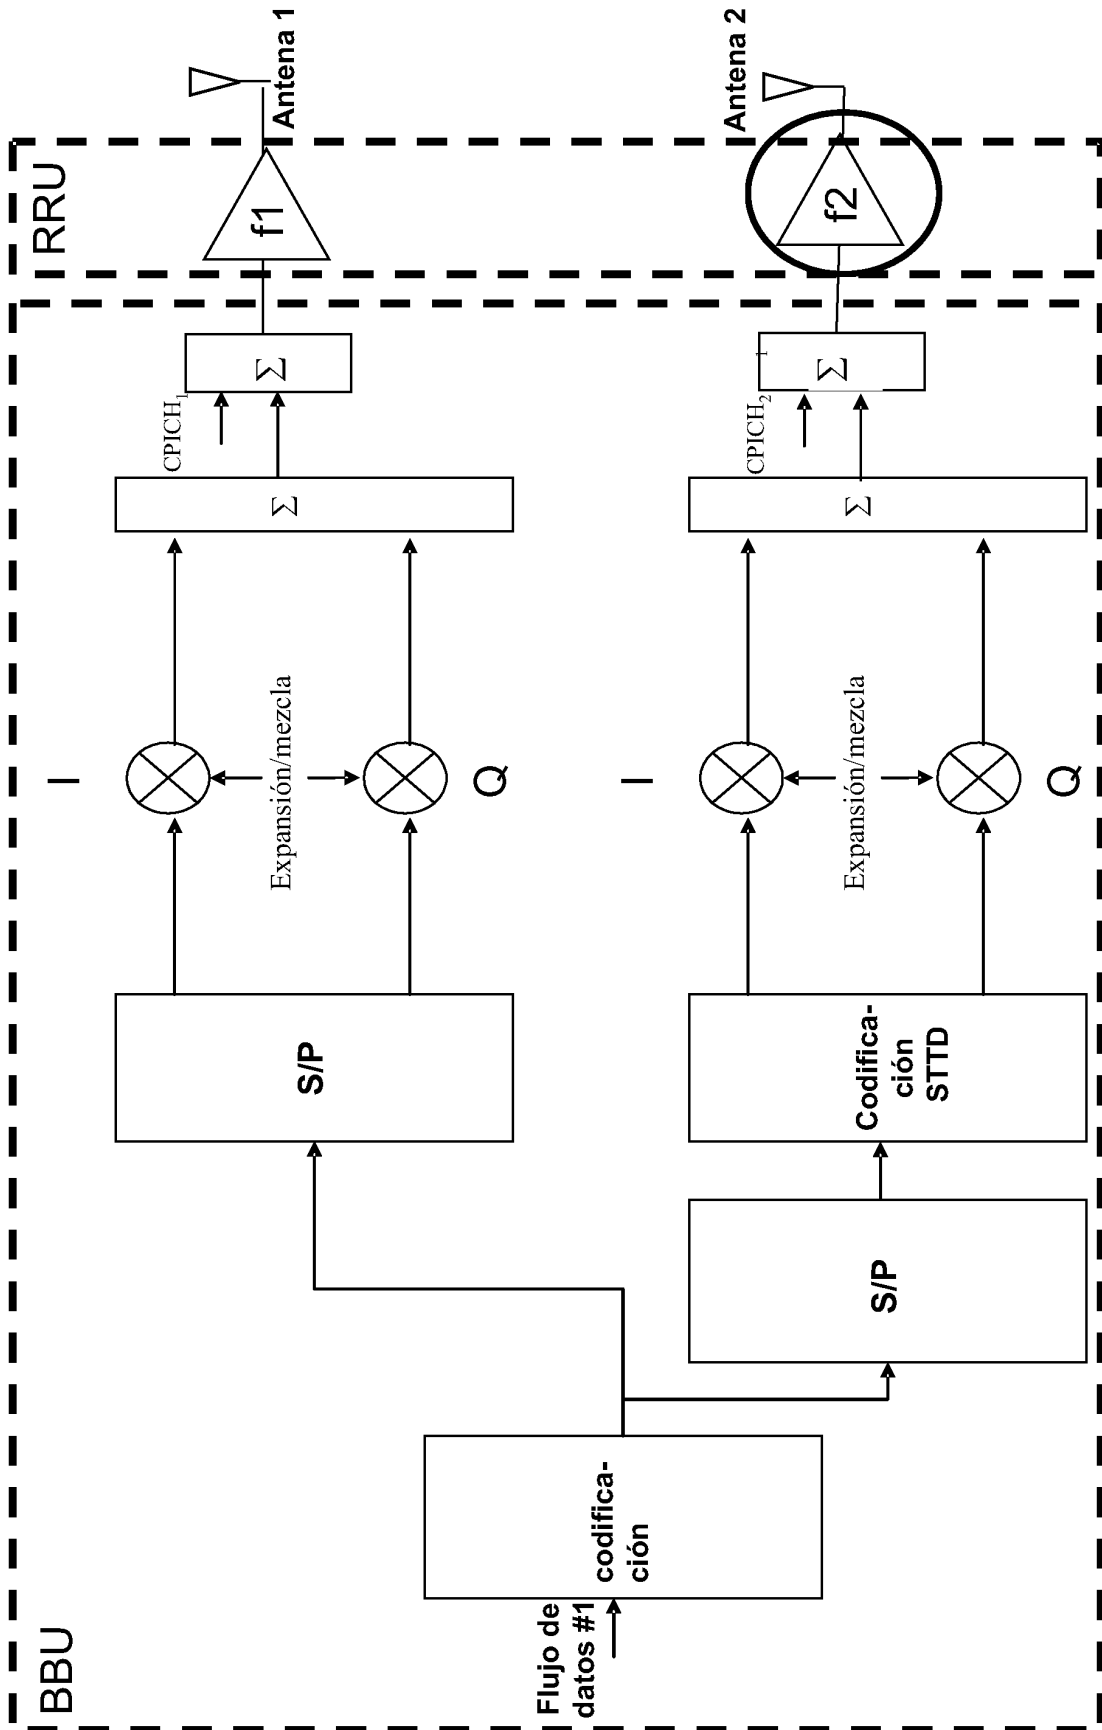 BBU
RRU
Flujo de
datos #1
codifica-
ción
S/P
I
Expansión/mezcla
Q
Σ
CPICH1
Σ
f1
Antena 1
S/P
Codifica-
ción
STTD
I
Expansión/mezcla
Q
Σ
CPICH2
Σ
1
f2
Antena 2